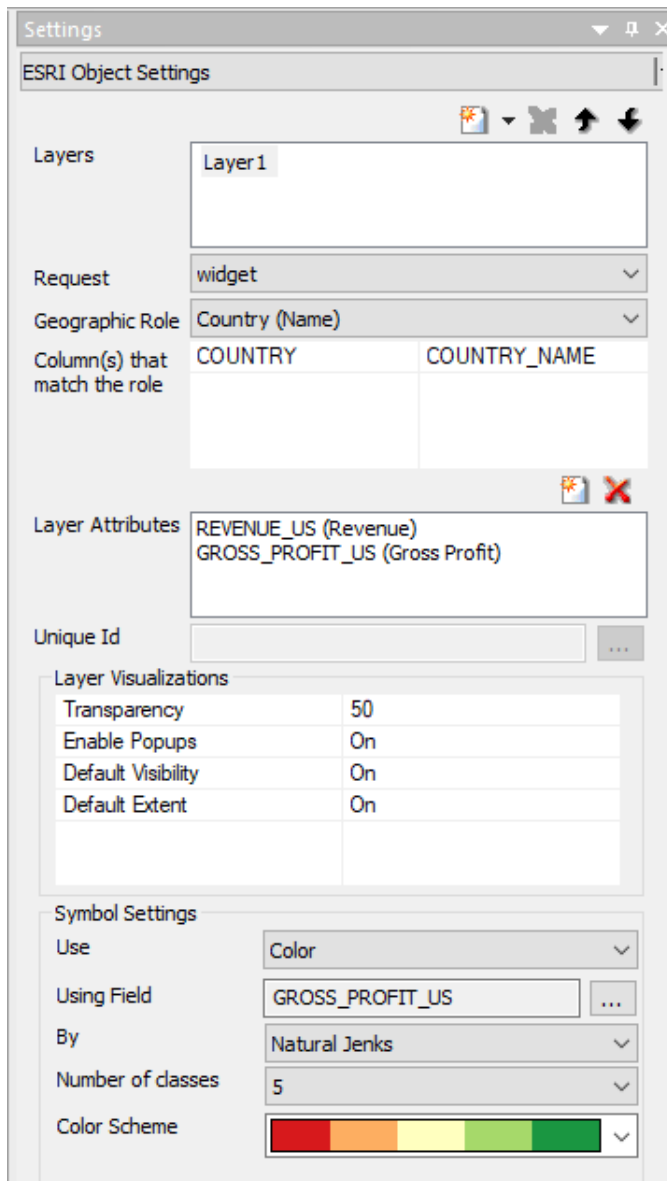 Settings
ESRI Object Settings
Layers
Layer1
Request
widget
Geographic Role
Country (Name)
Column(s) that
match the role
COUNTRY
COUNTRY_NAME
Layer Attributes
REVENUE_US (Revenue)
GROSS_PROFIT_US (Gross Profit)
Unique Id
...
Layer Visualizations
Transparency
50
Enable Popups
On
Default Visibility
On
Default Extent
On
Symbol Settings
Use
Color
Using Field
GROSS_PROFIT_US
...
By
Natural Jenks
Number of classes
5
Color Scheme